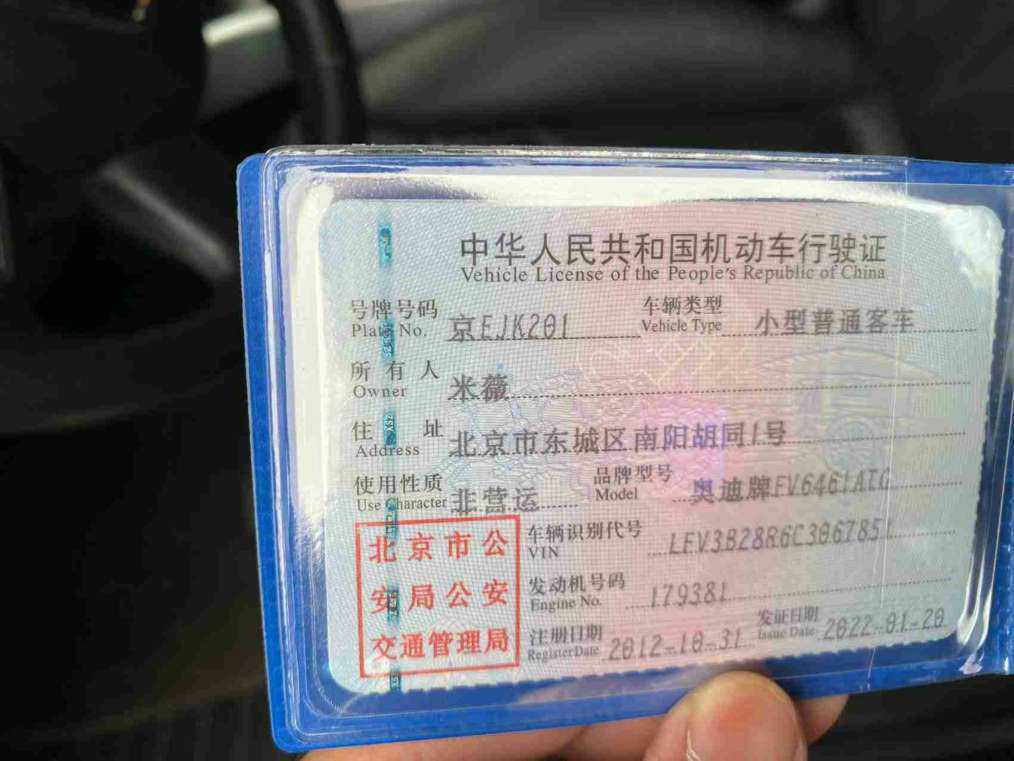 中华人民共和国机动车行驶证
Vehicle License of the People's Republic of China
号牌号码 京EJK201 车辆类型 小型普通客车
Plate No. Vehicle Type
所有人 米薇
Owner
住址 北京市东城区南阳胡同1号
Address
使用性质 非营运 品牌型号 奥迪牌FV6461ATG
Use Character Model
车辆识别代号 LFV3B28R6C3067851
VIN
发动机号码 179381
Engine No.
注册日期 2012-10-31 发证日期 2022-01-20
Register Date Issue Date
北京市公
安局公安
交通管理局